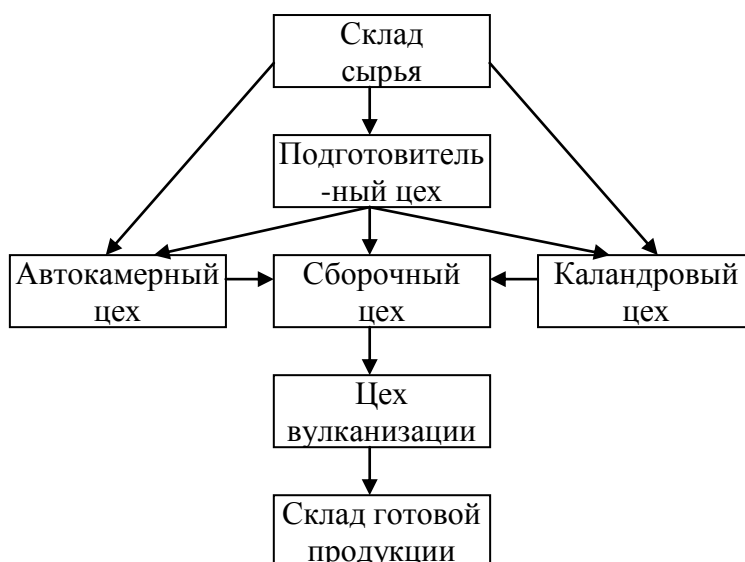 Склад
сырья
Подготовитель
-ный цех
Автокамерный
цех
Сборочный
цех
Каландровый
цех
Цех
вулканизации
Склад готовой
продукции